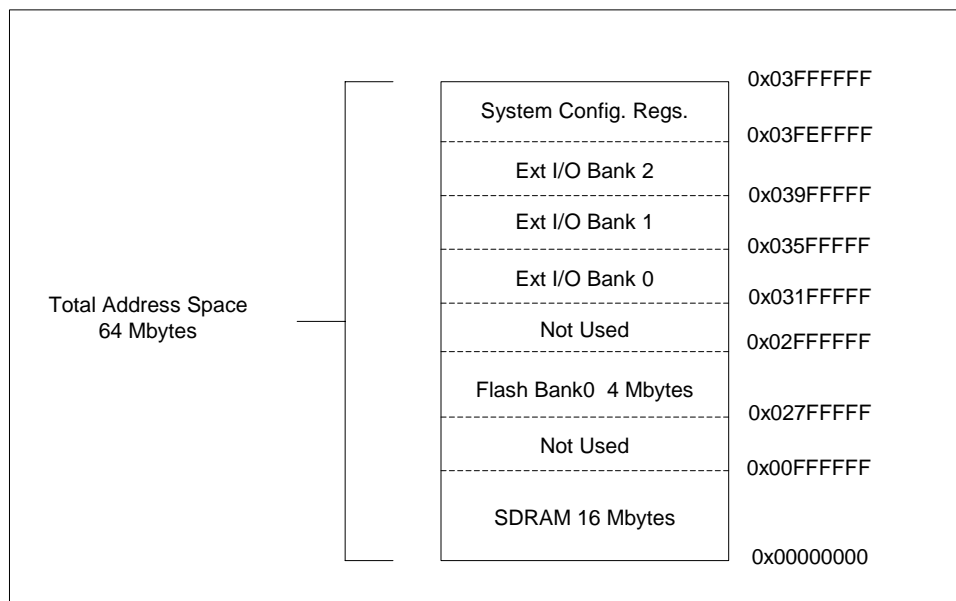 0x03FFFFFF
System Config. Regs.
0x03FEFFFF
Ext I/O Bank 2
0x039FFFFF
Ext I/O Bank 1
0x035FFFFF
Ext I/O Bank 0
0x031FFFFF
Total Address Space
64 Mbytes
Not Used
0x02FFFFFF
Flash Bank0 4 Mbytes
0x027FFFFF
Not Used
0x00FFFFFF
SDRAM 16 Mbytes
0x00000000